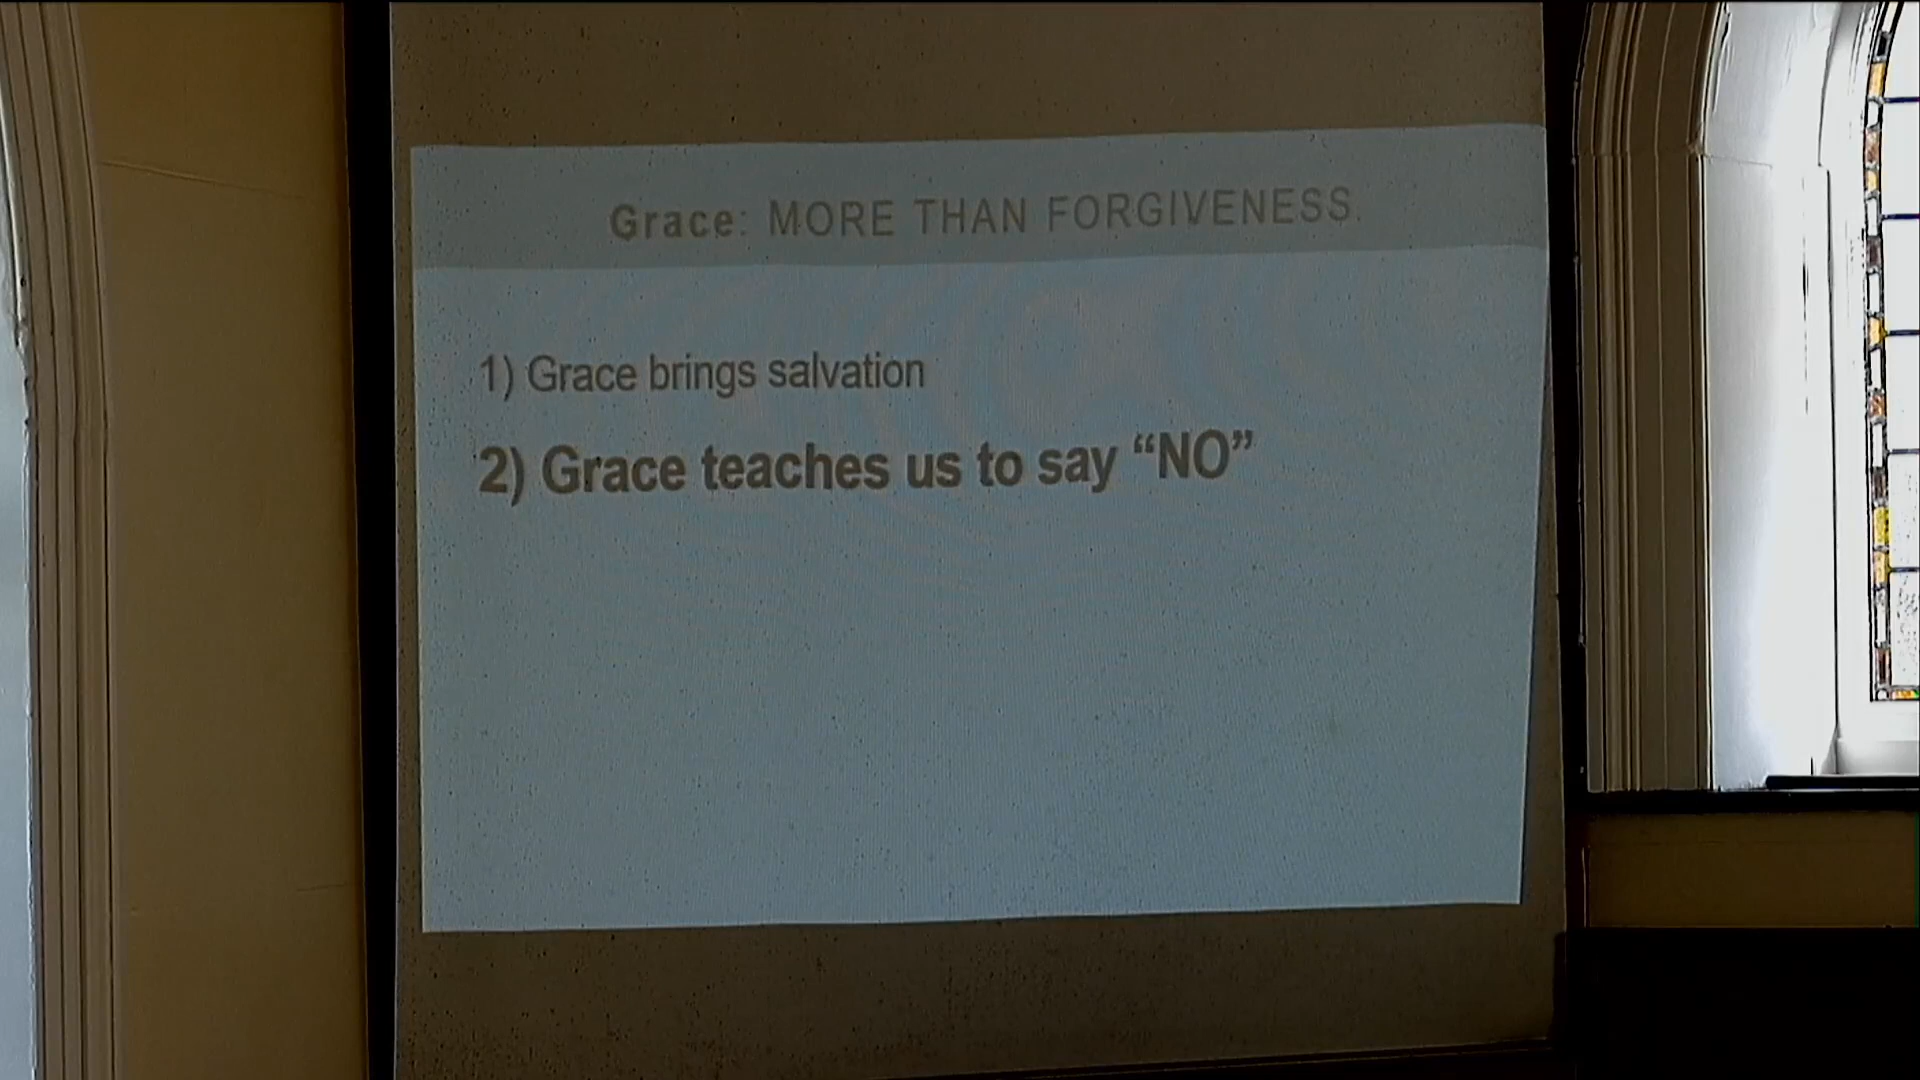 Grace: MORE THAN FORGIVENESS.
1) Grace brings salvation
2) Grace teaches us to say “NO”